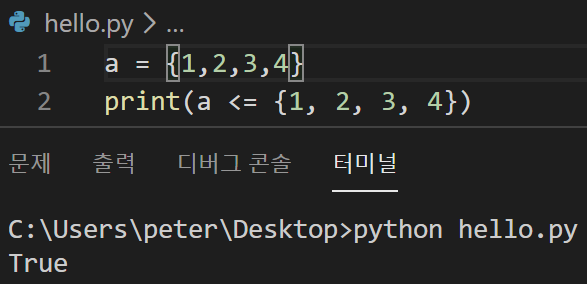 hello.py > ...
1 a = {1,2,3,4}
2 print(a <= {1, 2, 3, 4})
문제 출력 디버그 콘솔 터미널
C:\Users\peter\Desktop>python hello.py
True